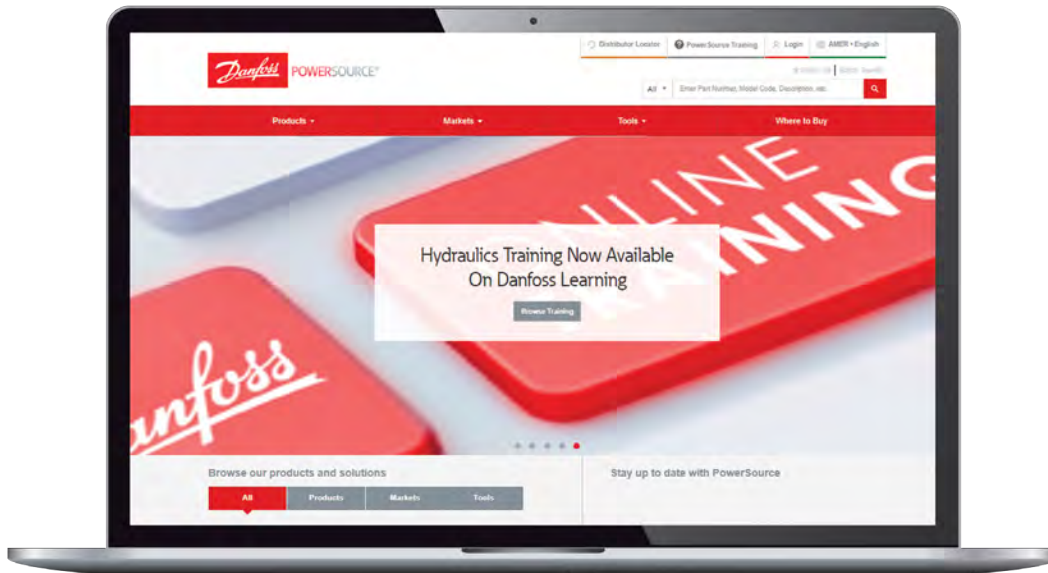 Distributor Locator
PowerSource Training
Login
AMER • English
Danfoss
POWERSOURCE®
All
Enter Part Number, Model Code, Description, etc.
Products
Markets
Tools
Where to Buy
ONLINE
TRAINING
Hydraulics Training Now Available
On Danfoss Learning
Browse Training
anfoss
Browse our products and solutions
Stay up to date with PowerSource
All
Products
Markets
Tools